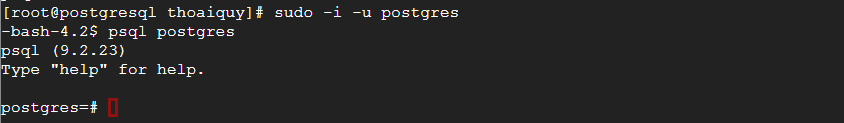 [root@postgresql thoaiquy]# sudo -i -u postgres
-bash-4.2$ psql postgres
psql (9.2.23)
Type "help" for help.
postgres=#